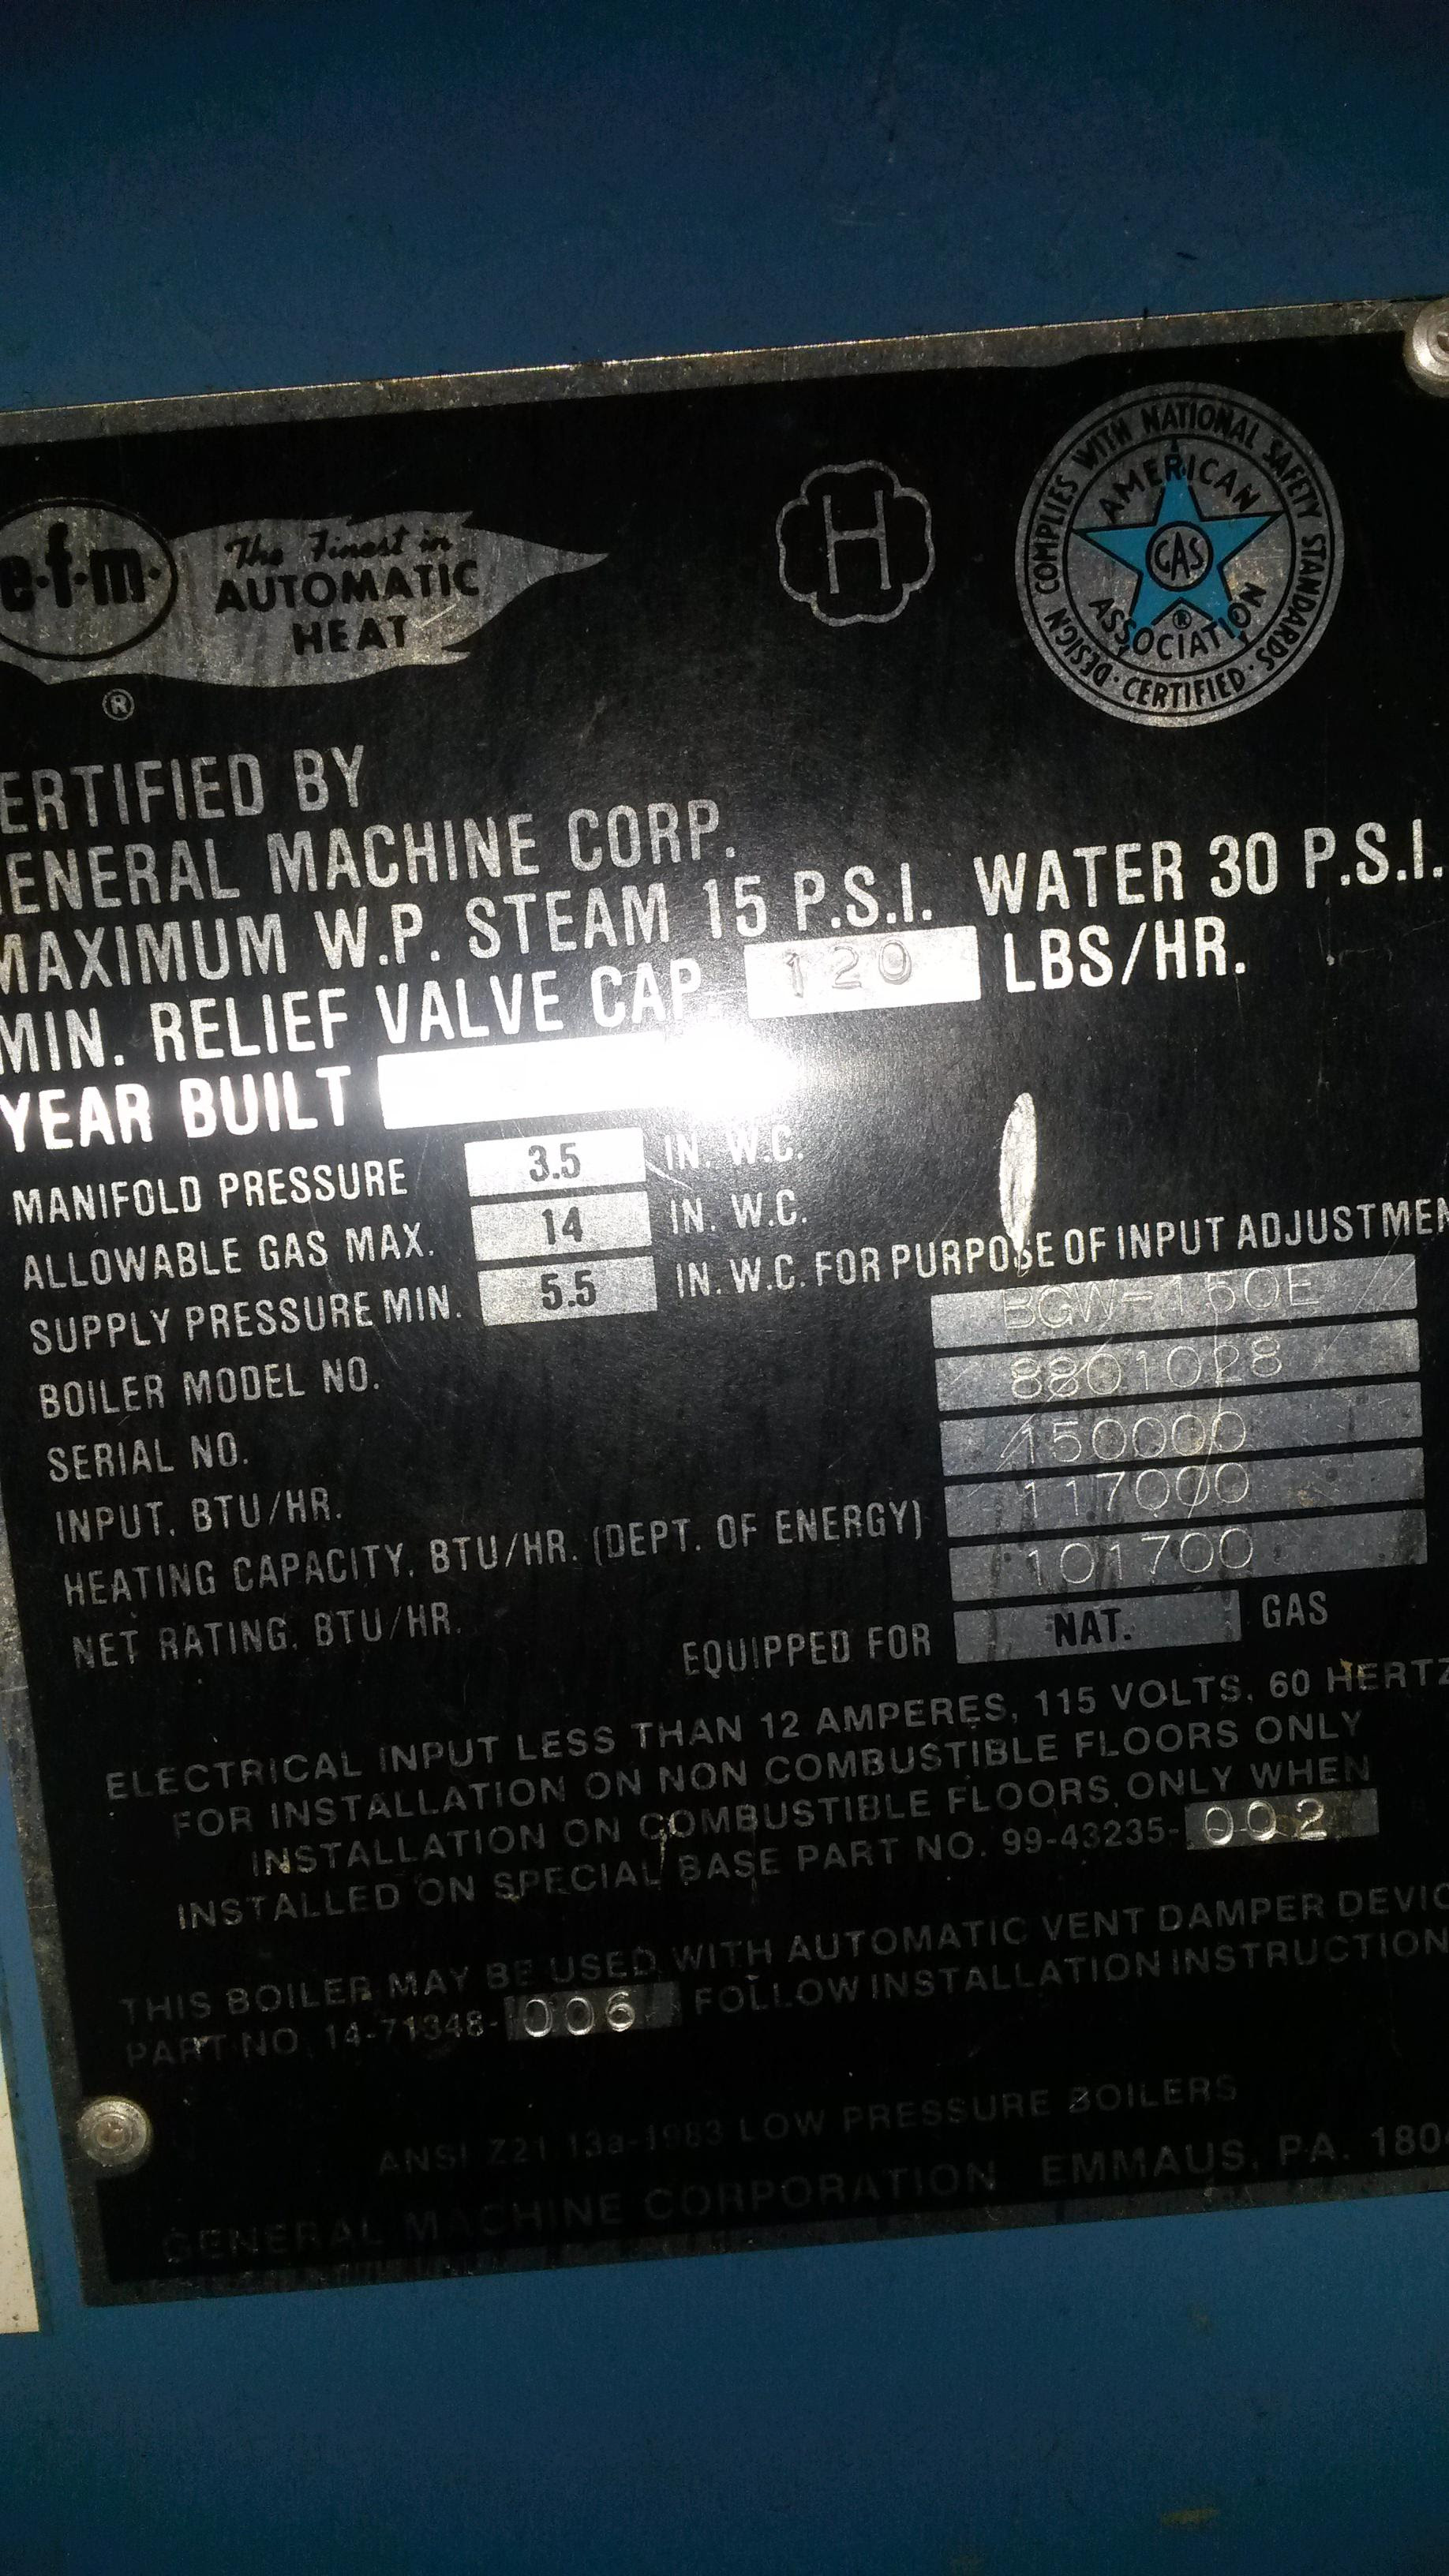 e·f·m·
The Finest in
AUTOMATIC
HEAT
®
H
DESIGN COMPLIES WITH NATIONAL SAFETY STANDARDS · CERTIFIED ·
AMERICAN
GAS
ASSOCIATION
®
ERTIFIED BY
ENERAL MACHINE CORP.
MAXIMUM W.P. STEAM 15 P.S.I. WATER 30 P.S.I.
MIN. RELIEF VALVE CAP. 120 LBS/HR.
YEAR BUILT
MANIFOLD PRESSURE 3.5 IN. W.C.
ALLOWABLE GAS MAX. 14 IN. W.C.
SUPPLY PRESSURE MIN. 5.5 IN. W.C. FOR PURPOSE OF INPUT ADJUSTMEN
BOILER MODEL NO. BGW-150E
SERIAL NO. 8801028
INPUT, BTU/HR. 150000
HEATING CAPACITY, BTU/HR. (DEPT. OF ENERGY) 117000
NET RATING, BTU/HR. 101700
EQUIPPED FOR NAT. GAS
ELECTRICAL INPUT LESS THAN 12 AMPERES, 115 VOLTS, 60 HERTZ
FOR INSTALLATION ON NON COMBUSTIBLE FLOORS ONLY
INSTALLATION ON COMBUSTIBLE FLOORS ONLY WHEN
INSTALLED ON SPECIAL BASE PART NO. 99-43235-002
THIS BOILER MAY BE USED WITH AUTOMATIC VENT DAMPER DEVIC
PART NO. 14-71348-006 FOLLOW INSTALLATION INSTRUCTION
ANSI Z21.13a-1983 LOW PRESSURE BOILERS
GENERAL MACHINE CORPORATION EMMAUS, PA. 180